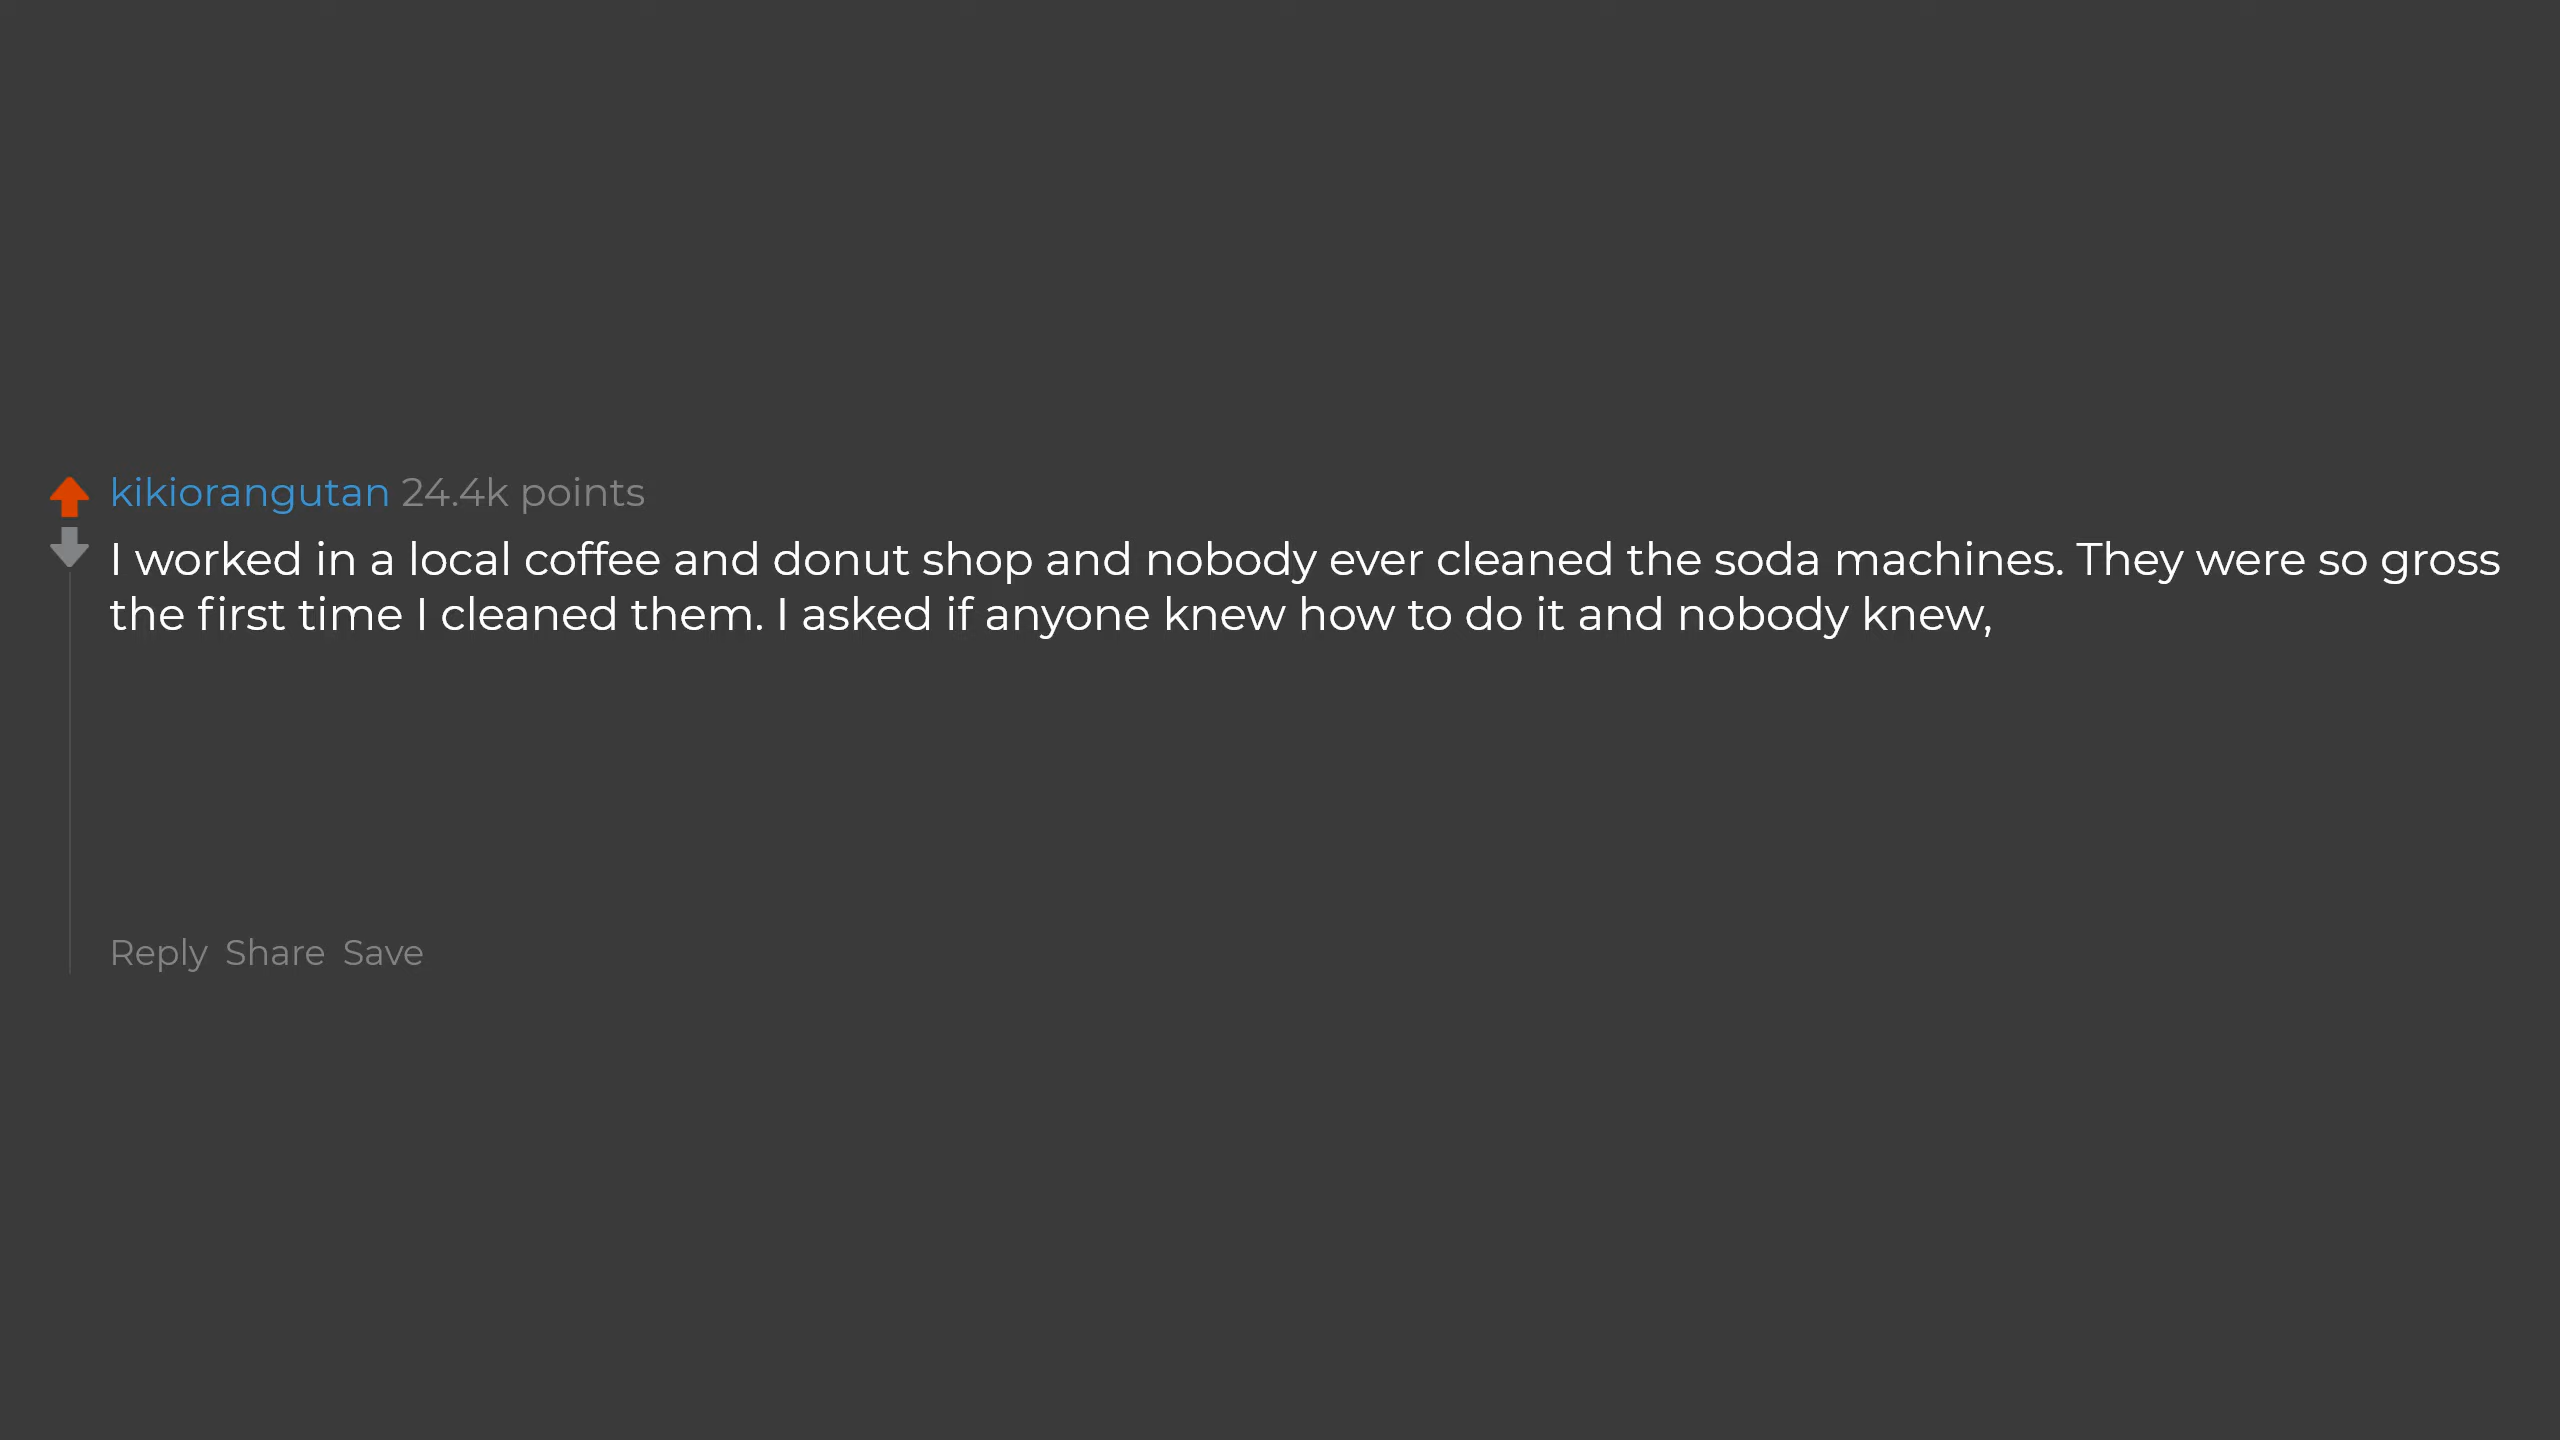 kikiorangutan 24.4k points
I worked in a local coffee and donut shop and nobody ever cleaned the soda machines. They were so gross
the first time I cleaned them. I asked if anyone knew how to do it and nobody knew,
Reply Share Save